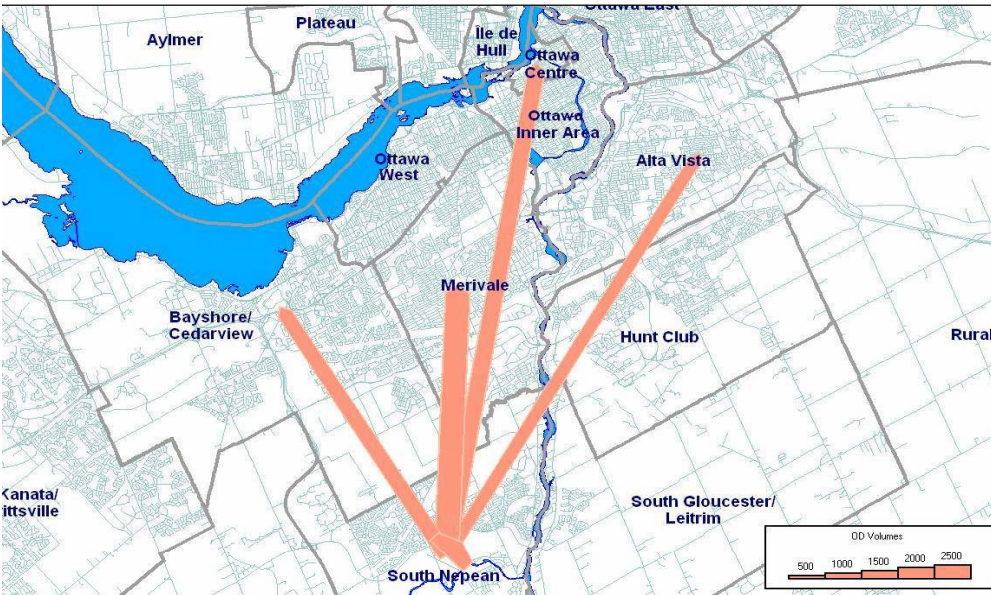 Ottawa East
Plateau
Île de
Hull
Aylmer
Ottawa
Centre
Ottawa
Inner Area
Ottawa
West
Alta Vista
Merivale
Bayshore/
Cedarview
Hunt Club
Rural
Kanata/
ittsville
South Gloucester/
Leitrim
South Nepean
OD Volumes
500 1000 1500 2000 2500